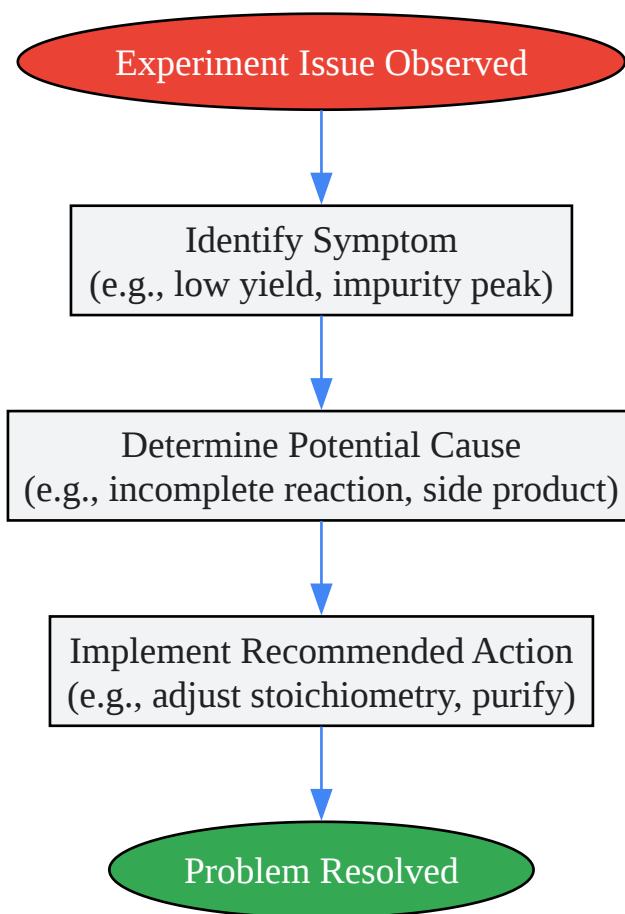 Experiment Issue Observed
Identify Symptom
(e.g., low yield, impurity peak)
Determine Potential Cause
(e.g., incomplete reaction, side product)
Implement Recommended Action
(e.g., adjust stoichiometry, purify)
Problem Resolved